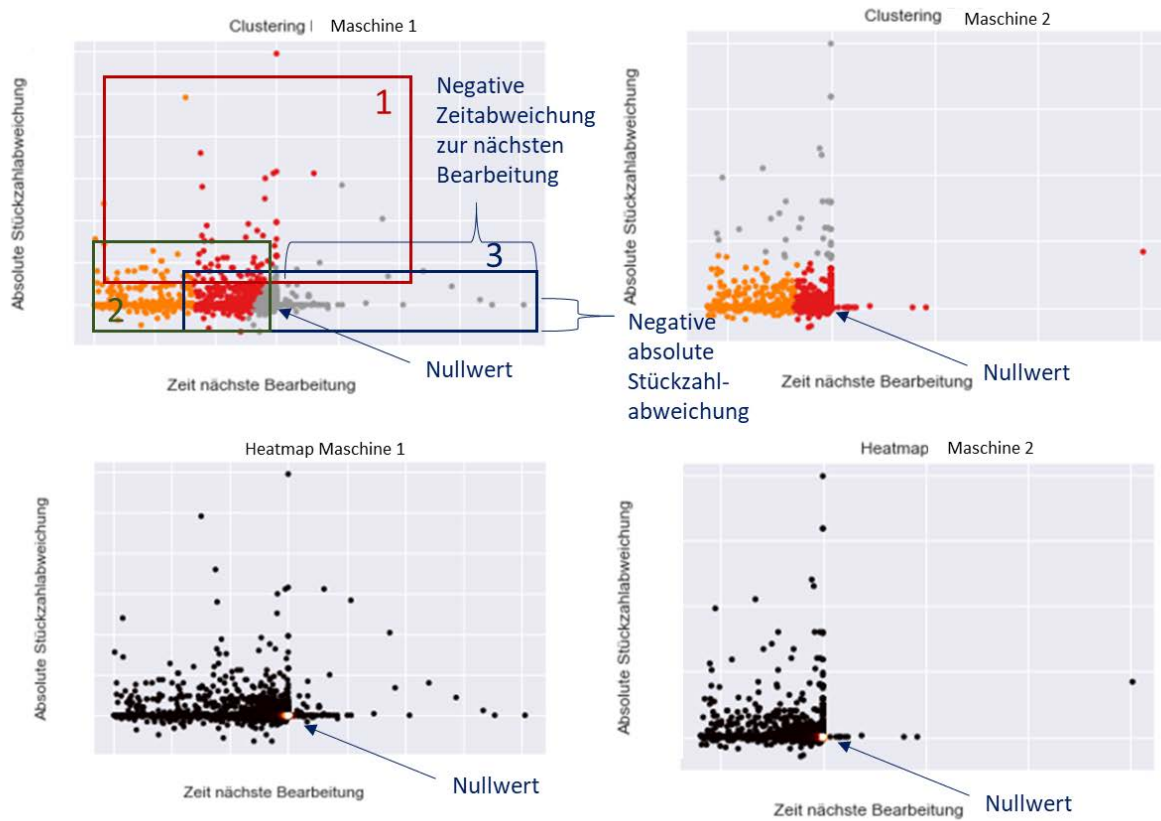 Clustering | Maschine 1
Clustering Maschine 2
Absolute Stückzahlabweichung
1
Negative
Zeitabweichung
zur nächsten
Bearbeitung
3
2
Nullwert
Zeit nächste Bearbeitung
Negative
absolute
Stückzahl-
abweichung
Absolute Stückzahlabweichung
Nullwert
Zeit nächste Bearbeitung
Heatmap Maschine 1
Absolute Stückzahlabweichung
Nullwert
Zeit nächste Bearbeitung
Heatmap Maschine 2
Absolute Stückzahlabweichung
Nullwert
Zeit nächste Bearbeitung